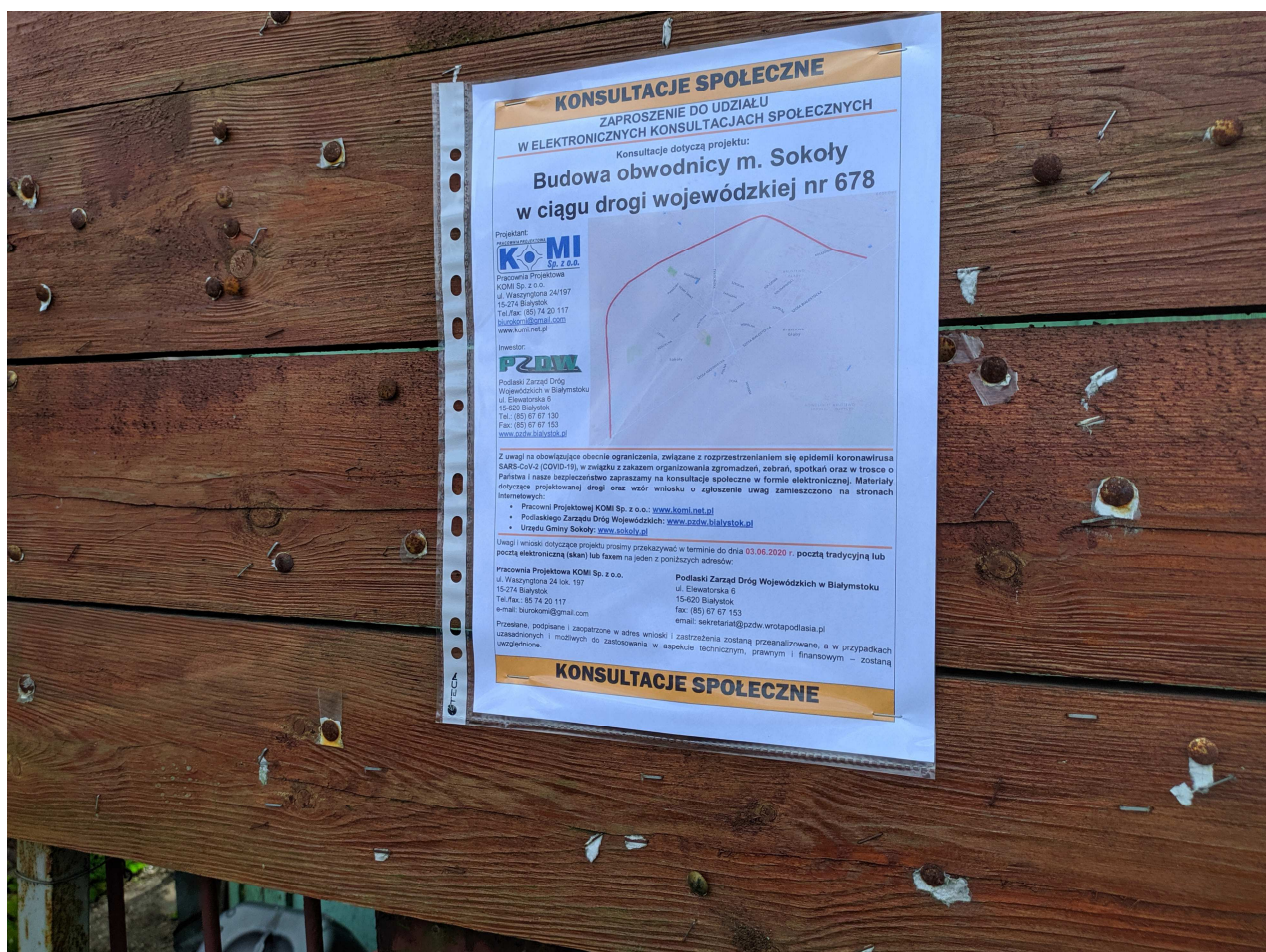 KONSULTACJE SPOŁECZNE
ZAPROSZENIE DO UDZIAŁU
W ELEKTRONICZNYCH KONSULTACJACH SPOŁECZNYCH
Konsultacje dotyczą projektu:
Budowa obwodnicy m. Sokoły
w ciągu drogi wojewódzkiej nr 678
Projektant:
PRACOWNIA PROJEKTOWA
KOMI
Sp. z o.o.
Pracownia Projektowa
KOMI Sp. z o.o.
ul. Waszyngtona 24/197
15-274 Białystok
Tel./fax: (85) 74 20 117
biurokomi@gmail.com
www.komi.net.pl
Inwestor:
PZDW
Podlaski Zarząd Dróg
Wojewódzkich w Białymstoku
ul. Elewatorska 6
15-620 Białystok
Tel.: (85) 67 67 130
Fax: (85) 67 67 153
www.pzdw.bialystok.pl
Z uwagi na obowiązujące obecnie ograniczenia, związane z rozprzestrzenianiem się epidemii koronawirusa
SARS-CoV-2 (COVID-19), w związku z zakazem organizowania zgromadzeń, zebrań, spotkań oraz w trosce o
Państwa i nasze bezpieczeństwo zapraszamy na konsultacje społeczne w formie elektronicznej. Materiały
dotyczące projektowanej drogi oraz wzór wniosku o zgłoszenie uwag zamieszczono na stronach
internetowych:
• Pracowni Projektowej KOMI Sp. z o.o.: www.komi.net.pl
• Podlaskiego Zarządu Dróg Wojewódzkich: www.pzdw.bialystok.pl
• Urzędu Gminy Sokoły: www.sokoly.pl
Uwagi i wnioski dotyczące projektu prosimy przekazywać w terminie do dnia 03.06.2020 r. pocztą tradycyjną lub
pocztą elektroniczną (skan) lub faxem na jeden z poniższych adresów:
Pracownia Projektowa KOMI Sp. z o.o.
ul. Waszyngtona 24 lok. 197
15-274 Białystok
Tel./fax.: 85 74 20 117
e-mail: biurokomi@gmail.com
Podlaski Zarząd Dróg Wojewódzkich w Białymstoku
ul. Elewatorska 6
15-620 Białystok
fax: (85) 67 67 153
email: sekretariat@pzdw.wrotapodlasia.pl
Przesłane, podpisane i zaopatrzone w adres wnioski i zastrzeżenia zostaną przeanalizowane, a w przypadkach
uzasadnionych i możliwych do zastosowania w aspekcie technicznym, prawnym i finansowym – zostaną
uwzględnione.
KONSULTACJE SPOŁECZNE
TECA